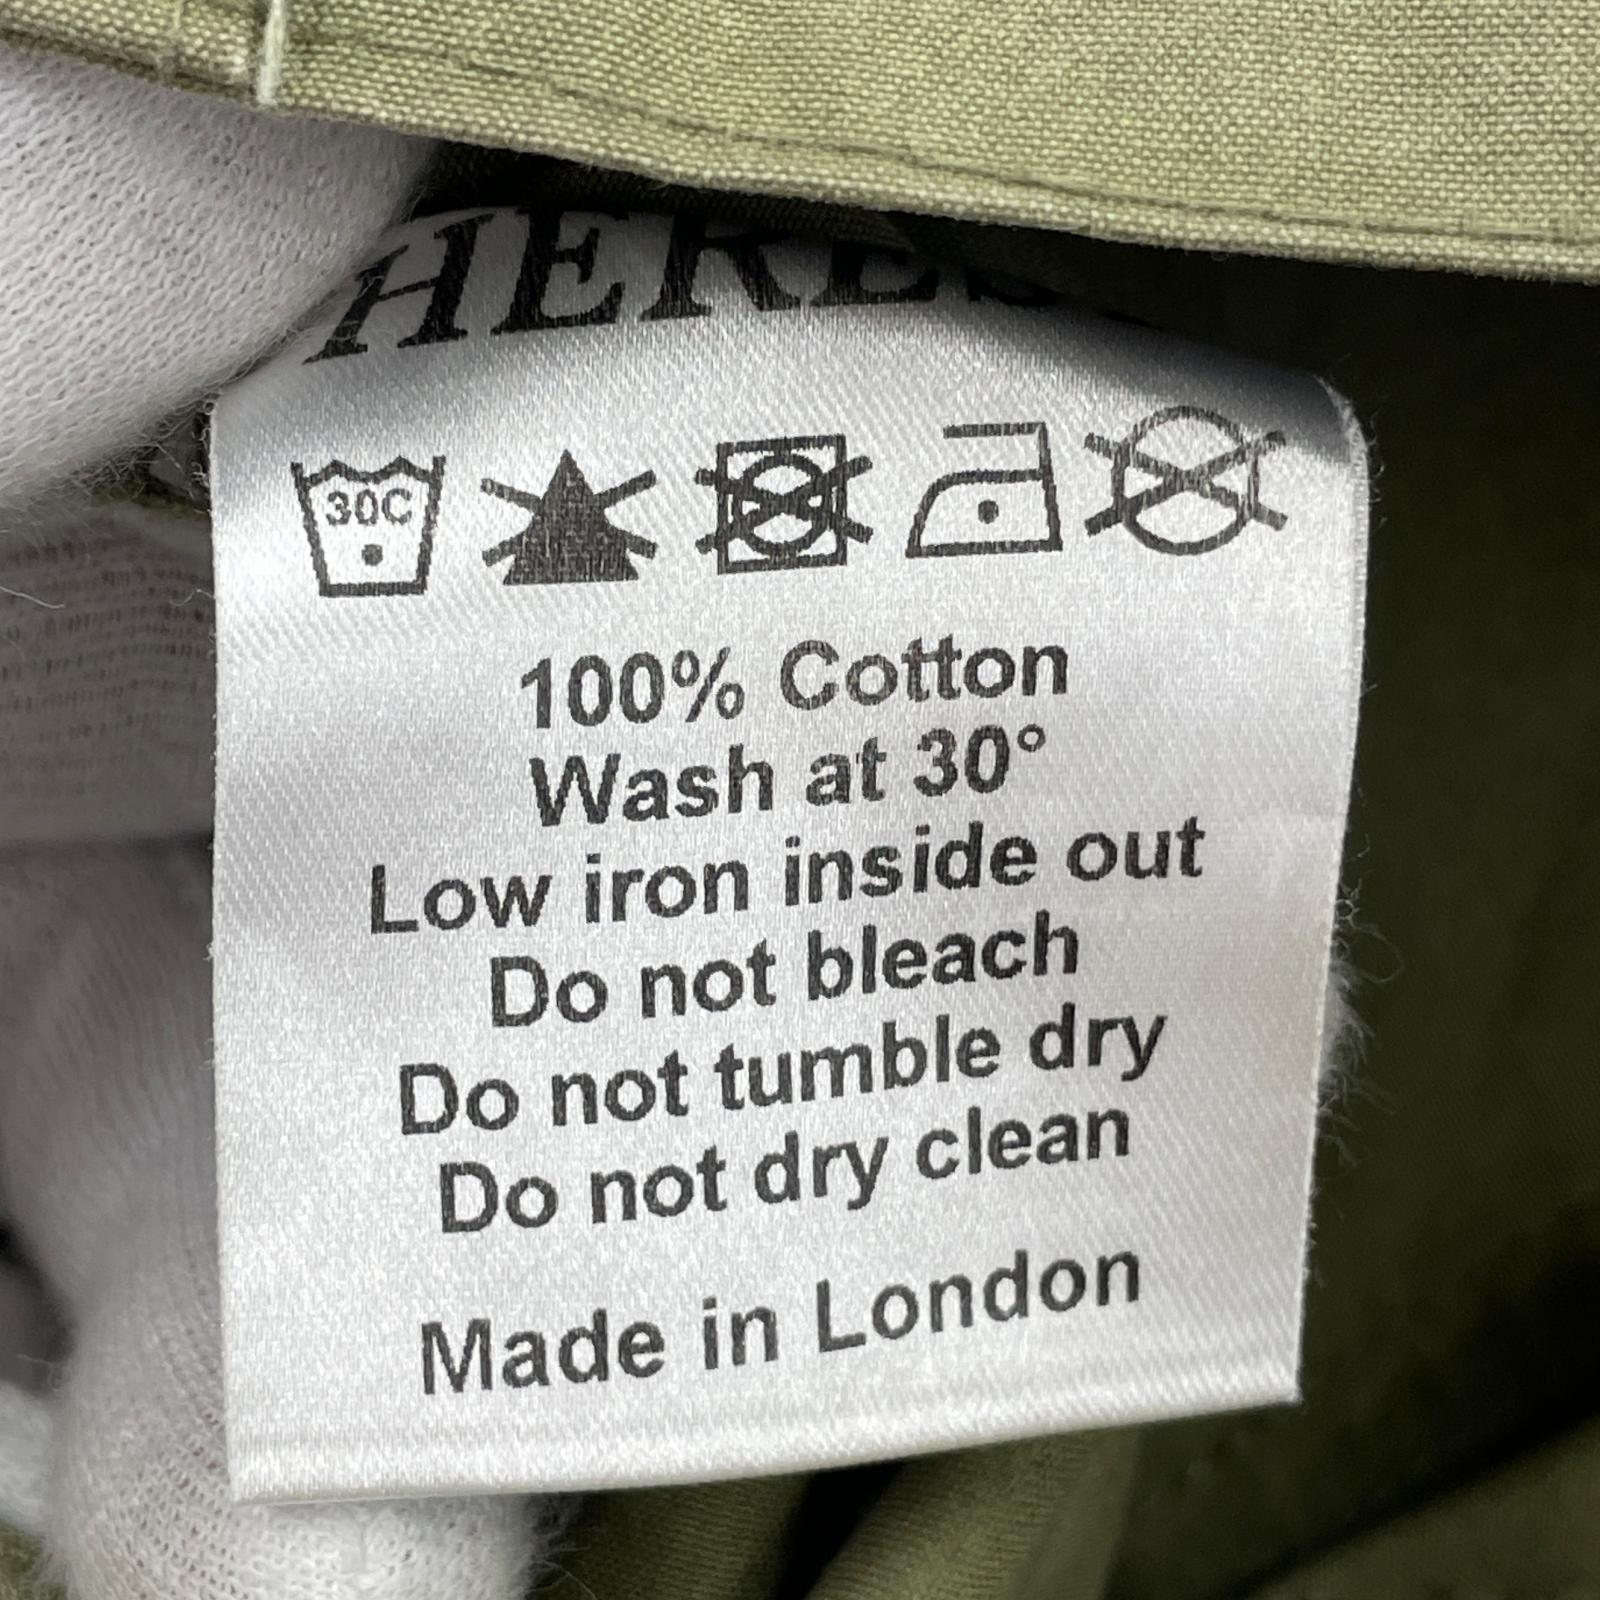 HERES
30C
100% Cotton
Wash at 30°
Low iron inside out
Do not bleach
Do not tumble dry
Do not dry clean
Made in London